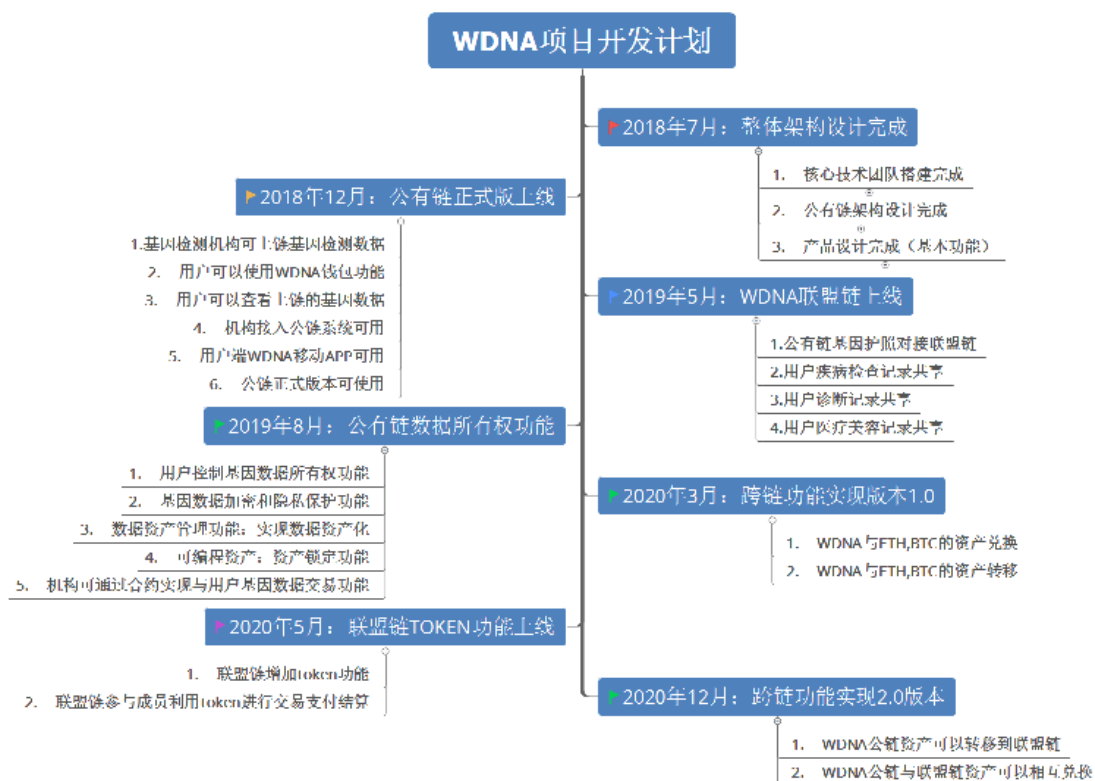 WDNA项目开发计划
2018年7月：整体架构设计完成
1. 核心技术团队搭建完成
2. 公有链架构设计完成
3. 产品设计完成（基本功能）
2018年12月：公有链正式版上线
1.基因检测机构可上链基因检测数据
2. 用户可以使用WDNA钱包功能
3. 用户可以查看上链的基因数据
4. 机构接入公链系统可用
5. 用户端WDNA移动APP可用
6. 公链正式版本可使用
2019年5月：WDNA联盟链上线
1.公有链基因护照对接联盟链
2.用户疾病检查记录共享
3.用户诊断记录共享
4.用户医疗美容记录共享
2019年8月：公有链数据所有权功能
1. 用户控制基因数据所有权功能
2. 基因数据加密和隐私保护功能
3. 数据资产管理功能：实现数据资产化
4. 可编程资产：资产锁定功能
5. 机构可通过合约实现与用户基因数据交易功能
2020年3月：跨链功能实现版本1.0
1. WDNA与ETH,BTC的资产兑换
2. WDNA与ETH,BTC的资产转移
2020年5月：联盟链TOKEN功能上线
1. 联盟链增加token功能
2. 联盟链参与成员利用token进行交易支付结算
2020年12月：跨链功能实现2.0版本
1. WDNA公链资产可以转移到联盟链
2. WDNA公链与联盟链资产可以相互兑换